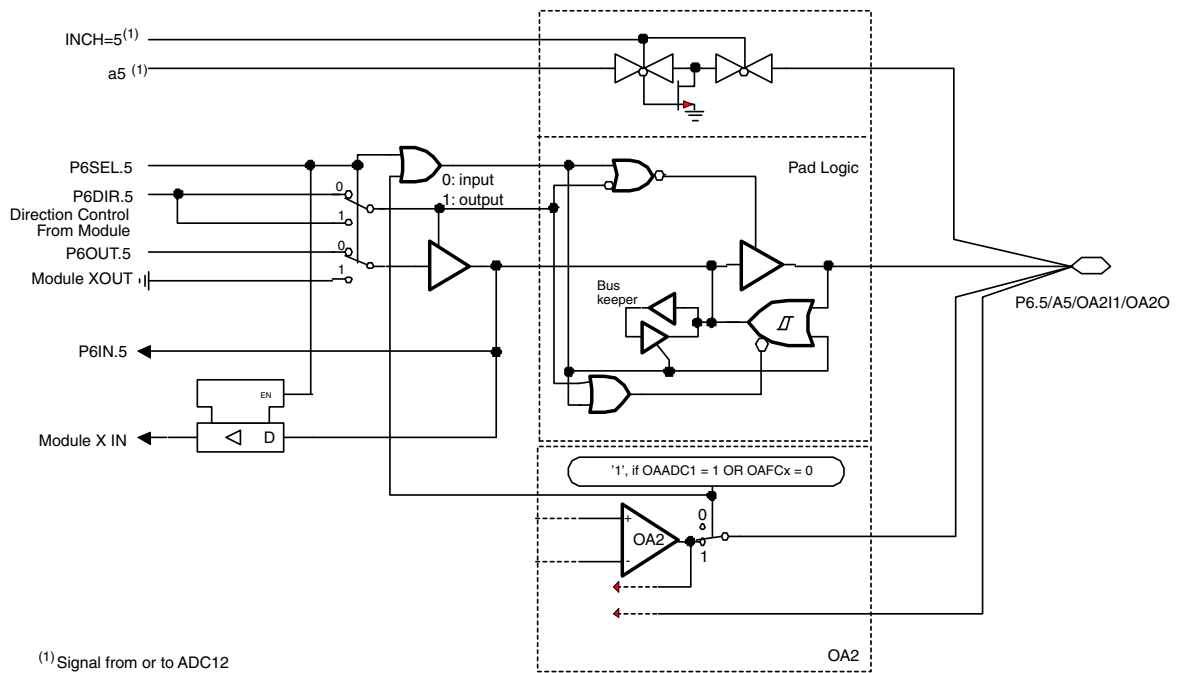 INCH=5(1)
a5 (1)
P6SEL.5
P6DIR.5
Direction Control
From Module
P6OUT.5
Module XOUT
P6IN.5
Module X IN
0
1
0
1
0: input
1: output
EN
D
Pad Logic
Bus
keeper
P6.5/A5/OA2I1/OA2O
'1', if OAADC1 = 1 OR OAFCx = 0
0
1
+
OA2
-
OA2
(1) Signal from or to ADC12